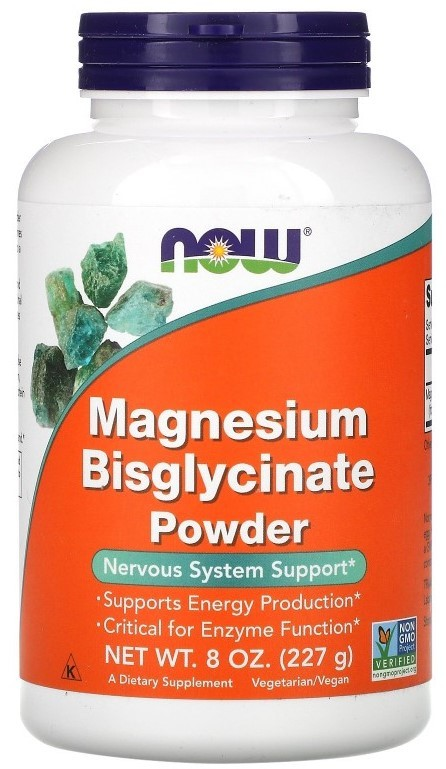 NOW®
Magnesium
Bisglycinate
Powder
Nervous System Support*
•Supports Energy Production*
•Critical for Enzyme Function*
NET WT. 8 OZ. (227 g)
A Dietary Supplement Vegetarian/Vegan
K
NON
GMO
Project
VERIFIED
nongmoproject.org